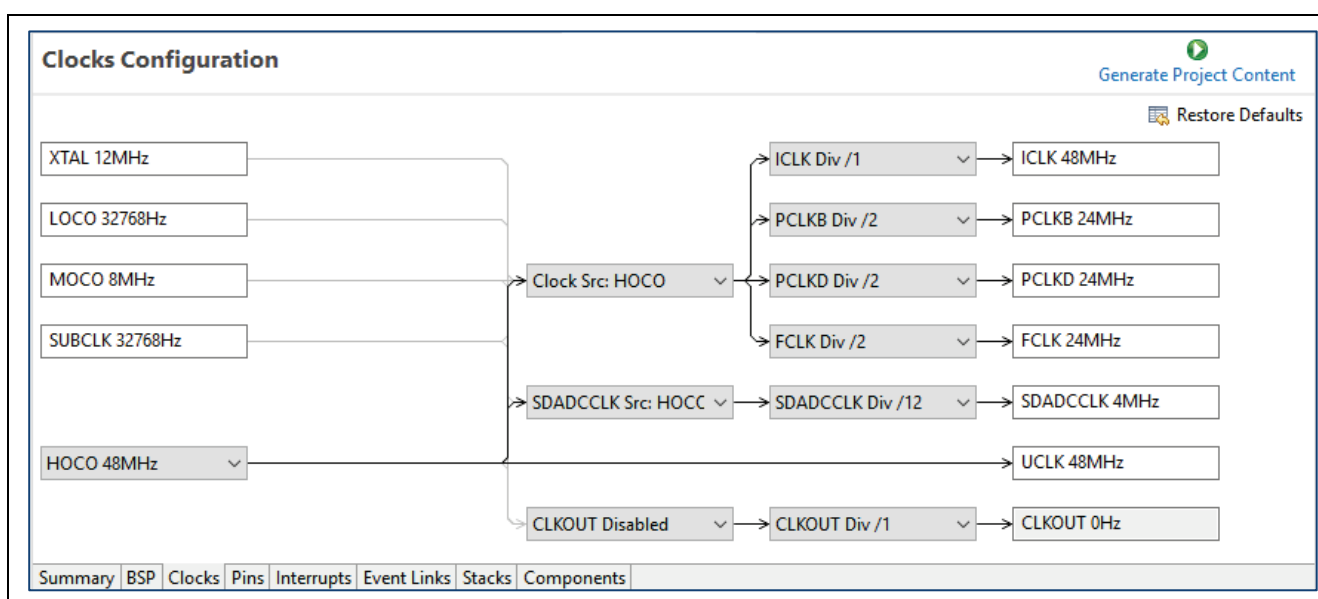 Clocks Configuration
Generate Project Content
Restore Defaults
XTAL 12MHz
ICLK Div /1
ICLK 48MHz
LOCO 32768Hz
PCLKB Div /2
PCLKB 24MHz
MOCO 8MHz
Clock Src: HOCO
PCLKD Div /2
PCLKD 24MHz
SUBCLK 32768Hz
FCLK Div /2
FCLK 24MHz
SDADCCLK Src: HOCC
SDADCCLK Div /12
SDADCCLK 4MHz
HOCO 48MHz
UCLK 48MHz
CLKOUT Disabled
CLKOUT Div /1
CLKOUT 0Hz
Summary BSP Clocks Pins Interrupts Event Links Stacks Components